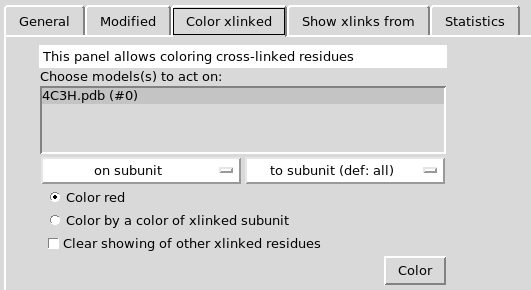 General Modified Color xlinked Show xlinks from Statistics
This panel allows coloring cross-linked residues
Choose models(s) to act on:
4C3H.pdb (#0)
on subunit to subunit (def: all)
Color red
Color by a color of xlinked subunit
Clear showing of other xlinked residues
Color